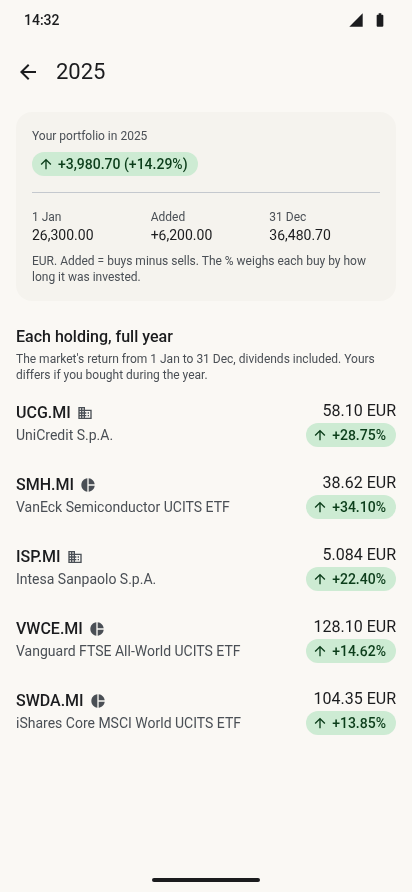 14:32
2025
Your portfolio in 2025
+3,980.70 (+14.29%)
1 Jan Added 31 Dec
26,300.00 +6,200.00 36,480.70
EUR. Added = buys minus sells. The % weighs each buy by how
long it was invested.
Each holding, full year
The market's return from 1 Jan to 31 Dec, dividends included. Yours
differs if you bought during the year.
UCG.MI 58.10 EUR
UniCredit S.p.A. +28.75%
SMH.MI 38.62 EUR
VanEck Semiconductor UCITS ETF +34.10%
ISP.MI 5.084 EUR
Intesa Sanpaolo S.p.A. +22.40%
VWCE.MI 128.10 EUR
Vanguard FTSE All-World UCITS ETF +14.62%
SWDA.MI 104.35 EUR
iShares Core MSCI World UCITS ETF +13.85%